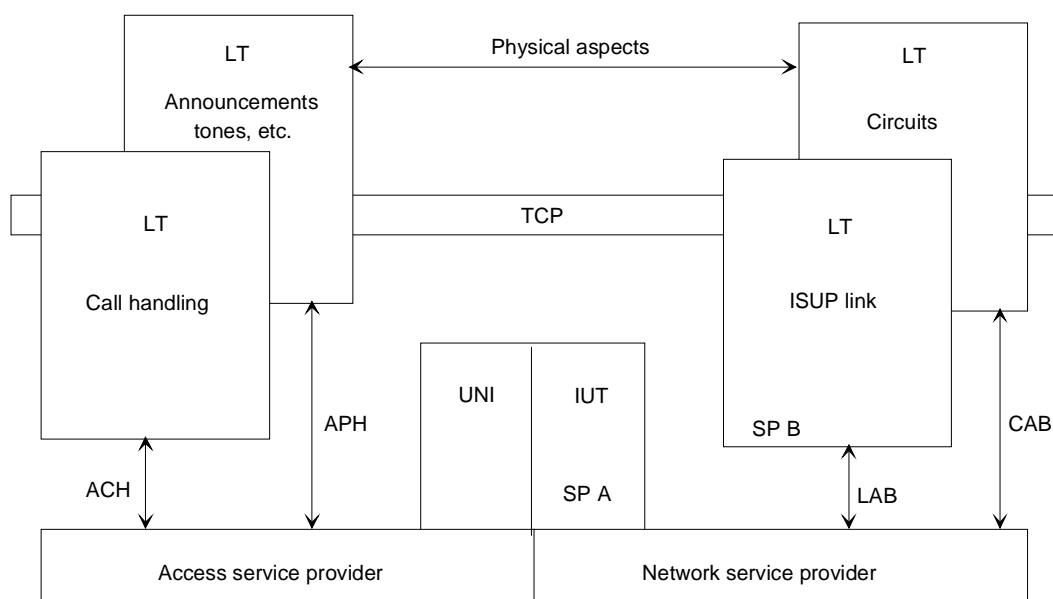 LT
Physical aspects
LT
Announcements
tones, etc.
Circuits
LT
TCP
LT
Call handling
ISUP link
UNI
IUT
APH
SP B
CAB
ACH
SP A
LAB
Access service provider
Network service provider